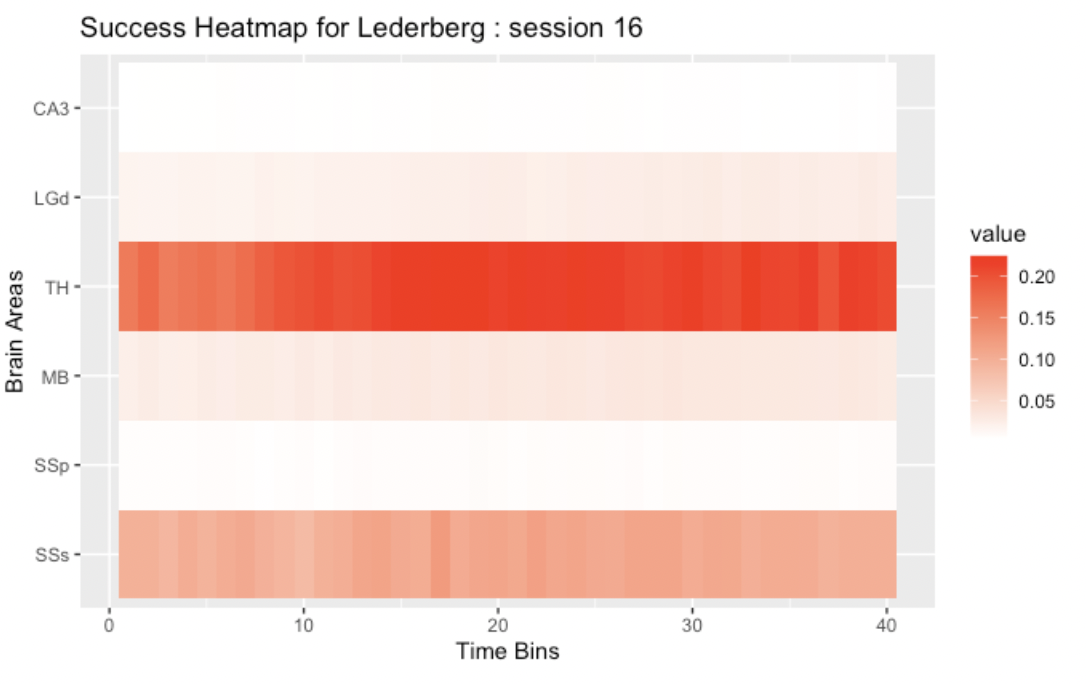 Success Heatmap for Lederberg : session 16
CA3
LGd
TH
MB
SSp
SSs
Brain Areas
0 10 20 30 40
Time Bins
value
0.20
0.15
0.10
0.05